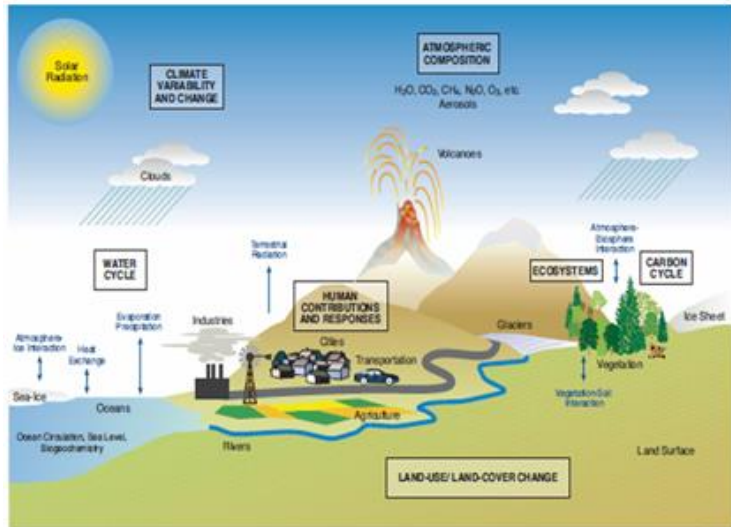 Solar
Radiation
CLIMATE
VARIABILITY
AND CHANGE
ATMOSPHERIC
COMPOSITION
H₂O, CO₂, CH₄, N₂O, O₃, etc.
Aerosols
Volcanoes
Clouds
Terrestrial
Radiation
Atmosphere-
Biosphere
Interaction
WATER
CYCLE
ECOSYSTEMS
CARBON
CYCLE
HUMAN
CONTRIBUTIONS
AND RESPONSES
Evaporation
Precipitation
Industries
Glaciers
Ice Sheet
Atmosphere-
Ice Interaction
Heat
Exchange
Cities
Transportation
Vegetation
Sea-Ice
Oceans
Agriculture
Vegetation-Soil
Interaction
Ocean Circulation, Sea Level,
Biogeochemistry
Rivers
Land Surface
LAND-USE/ LAND-COVER CHANGE